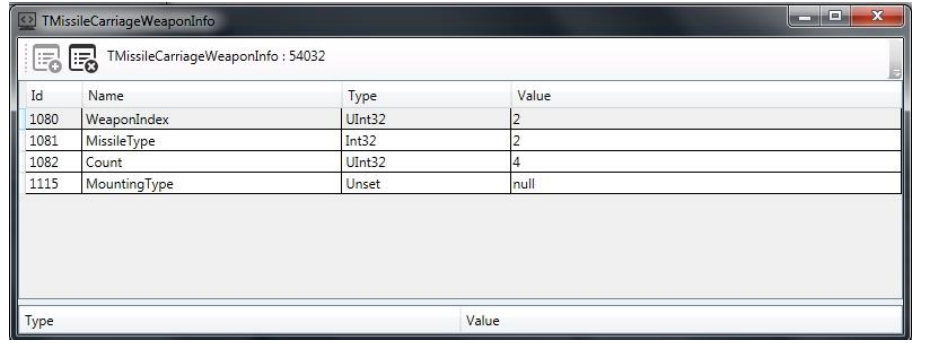 TMissileCarriageWeaponInfo
TMissileCarriageWeaponInfo : 54032
Id Name Type Value
1080 WeaponIndex UInt32 2
1081 MissileType Int32 2
1082 Count UInt32 4
1115 MountingType Unset null
Type Value